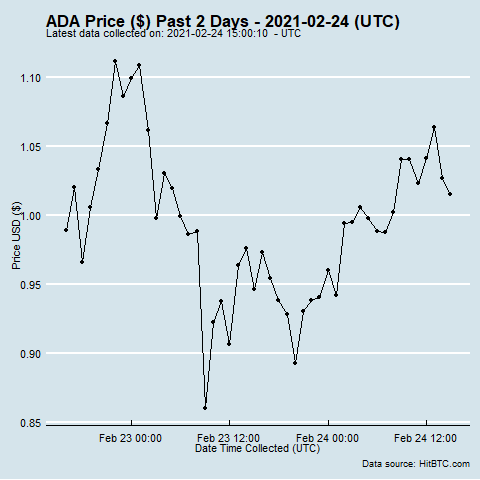 ADA Price ($) Past 2 Days - 2021-02-24 (UTC)
Latest data collected on: 2021-02-24 15:00:10 - UTC
1.10
1.05
1.00
0.95
0.90
0.85
Price USD ($)
Feb 23 00:00 Feb 23 12:00 Feb 24 00:00 Feb 24 12:00
Date Time Collected (UTC)
Data source: HitBTC.com